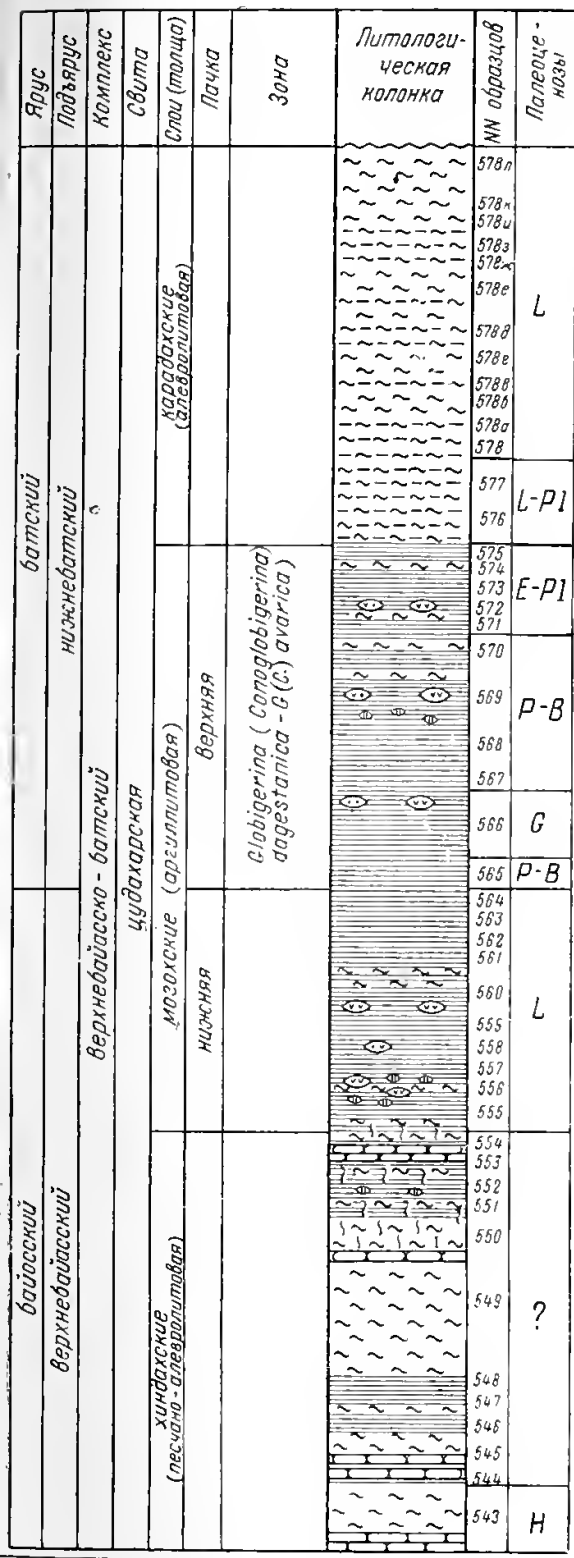 Ярус
Подъярус
Комплекс
Свита
Слои (толща)
Пачка
Зона
Литологи-
ческая
колонка
NN образцов
Палеоце-
нозы
батский
байосский
нижнебатский
верхнебайосский
верхнебайосско-батский
цудахарская
карадахские
(алевролитовая)
мозохские (аргиллитовая)
хиндахские
(песчано-алевролитовая)
верхняя
нижняя
Globigerina (Conoglobigerina)
dagestanica - G(C.) avarica)
578л
578к
578и
578з
578ж
578е
578д
578г
578в
578б
578а
578
577
576
575
574
573
572
571
570
569
568
567
566
565
564
563
562
561
560
559
558
557
556
555
554
553
552
551
550
549
548
547
546
545
544
543
L
L-Pl
E-Pl
P-B
G
P-B
L
?
H